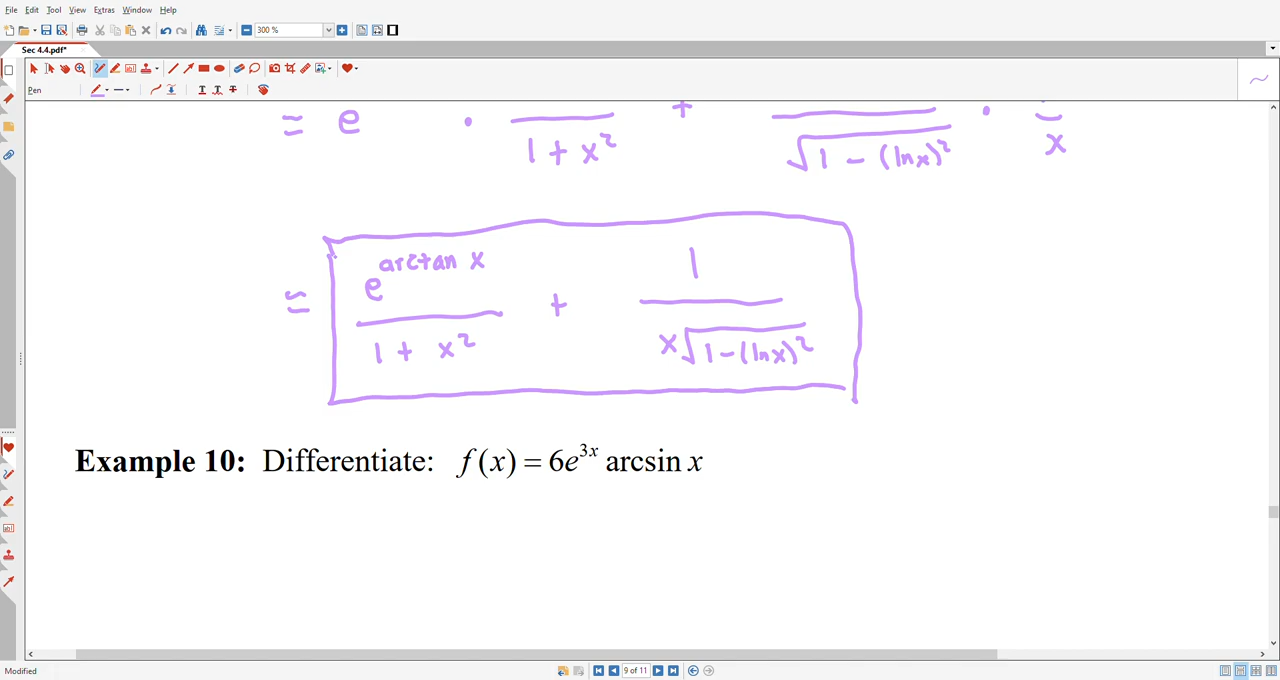 File Edit Tool View Extras Window Help
300 %
Sec 4.4.pdf*
Pen
= e · / 1 + x² + / √1 - (ln x)² · / x
= e^arctan x / 1 + x² + 1 / x√1-(ln x)²
Example 10: Differentiate: f(x) = 6e^3x arcsin x
Modified
9 of 11